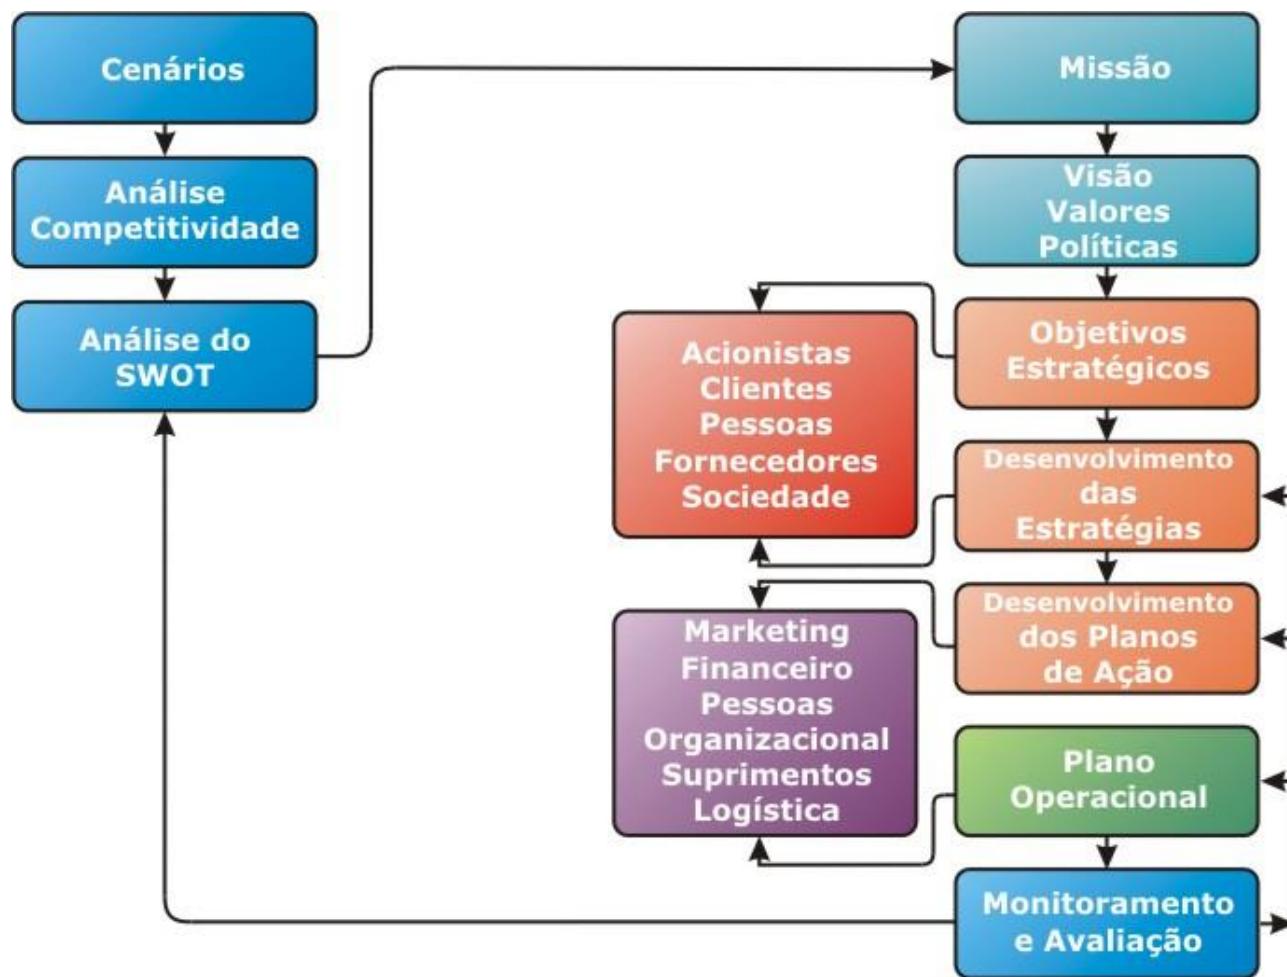 Cenários
Análise
Competitividade
Análise do
SWOT
Missão
Visão
Valores
Políticas
Objetivos
Estratégicos
Acionistas
Clientes
Pessoas
Fornecedores
Sociedade
Desenvolvimento
das
Estratégias
Desenvolvimento
dos Planos
de Ação
Marketing
Financeiro
Pessoas
Organizacional
Suprimentos
Logística
Plano
Operacional
Monitoramento
e Avaliação